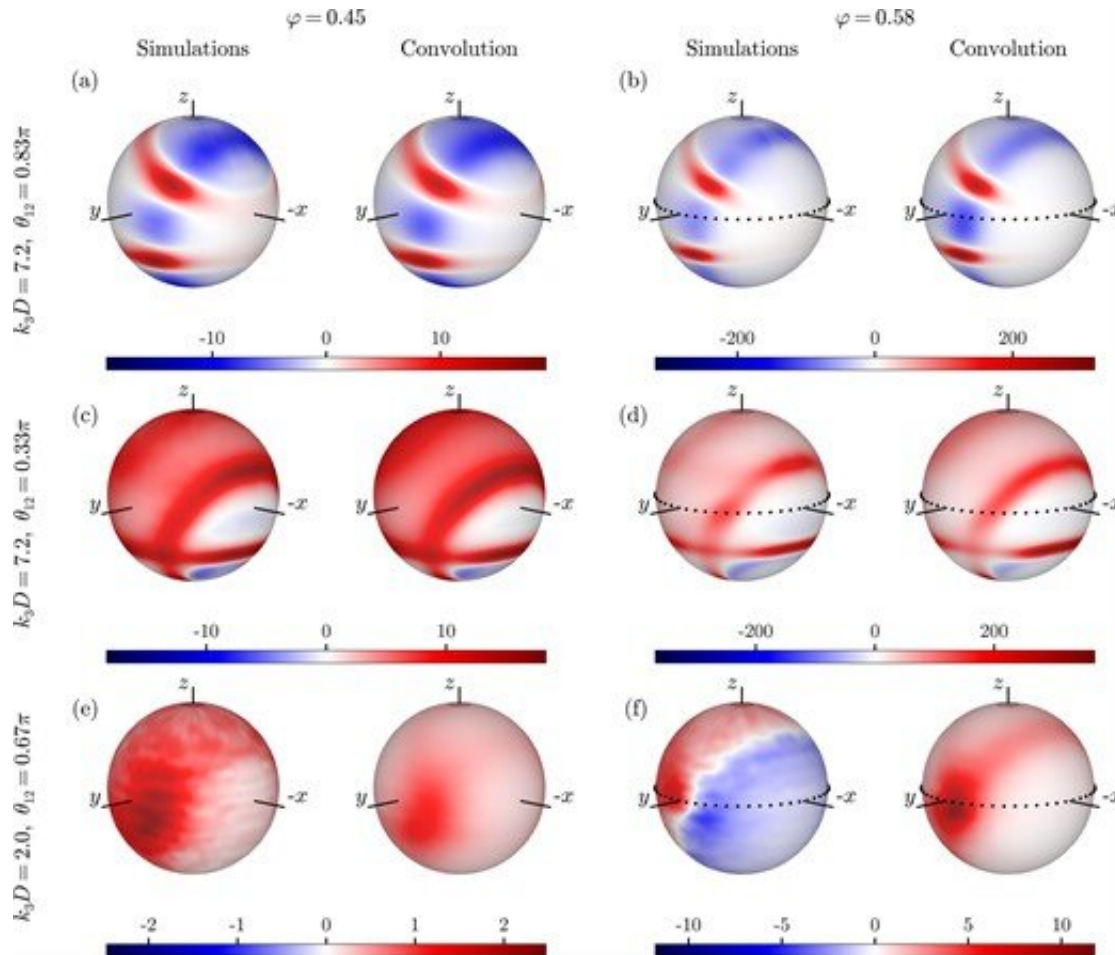 φ = 0.45
φ = 0.58
Simulations Convolution Simulations Convolution
(a) (b)
k₃D = 7.2, θ₁₂ = 0.83π
z z z z
y -x y -x
-10 0 10 -200 0 200
(c) (d)
k₃D = 7.2, θ₁₂ = 0.33π
z z z z
y -x y -x
-10 0 10 -200 0 200
(e) (f)
k₃D = 2.0, θ₁₂ = 0.67π
z z z z
y -x y -x
-2 -1 0 1 2 -10 -5 0 5 10